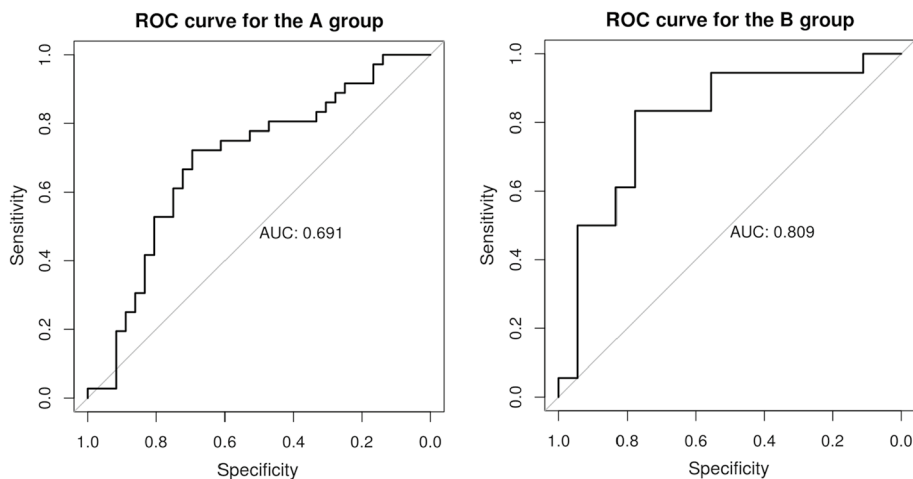 ROC curve for the A group
1.0
0.8
0.6
0.4
0.2
0.0
Sensitivity
AUC: 0.691
1.0 0.8 0.6 0.4 0.2 0.0
Specificity
ROC curve for the B group
1.0
0.8
0.6
0.4
0.2
0.0
Sensitivity
AUC: 0.809
1.0 0.8 0.6 0.4 0.2 0.0
Specificity